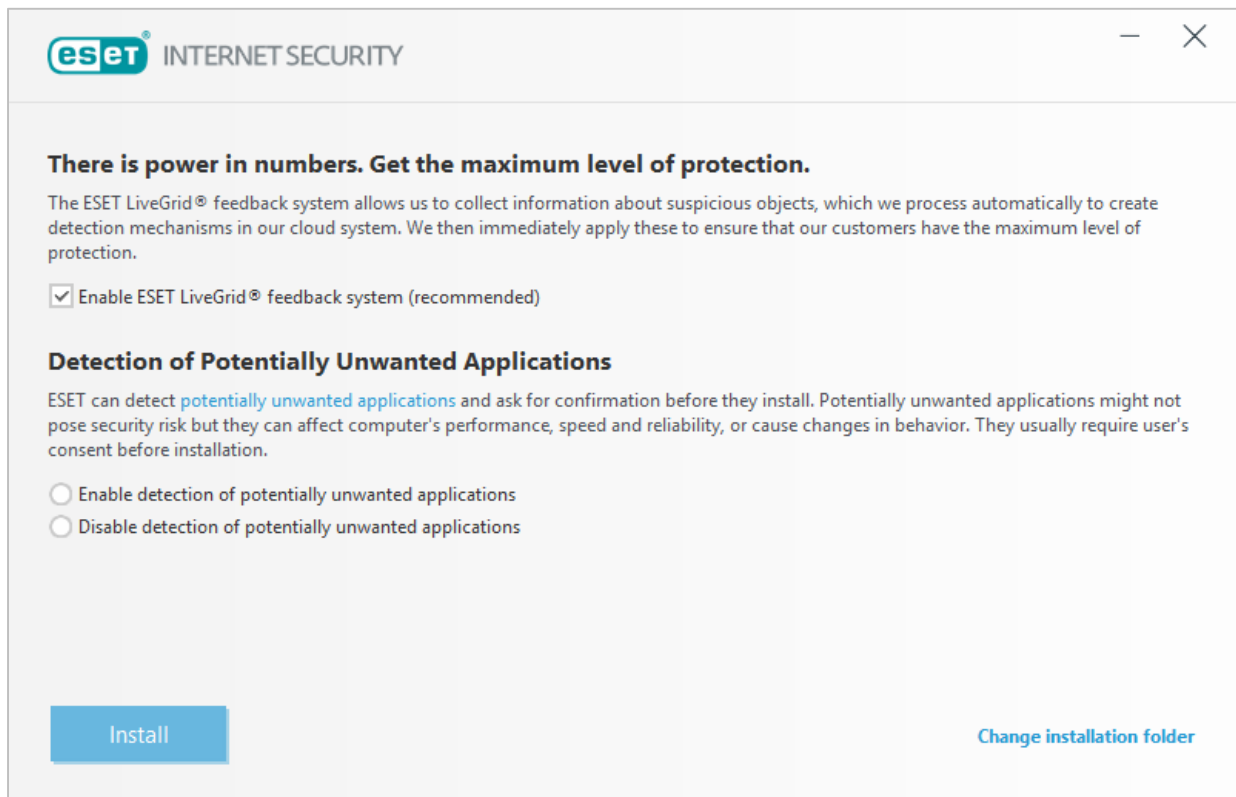 eset® INTERNET SECURITY
There is power in numbers. Get the maximum level of protection.
The ESET LiveGrid® feedback system allows us to collect information about suspicious objects, which we process automatically to create
detection mechanisms in our cloud system. We then immediately apply these to ensure that our customers have the maximum level of
protection.
Enable ESET LiveGrid® feedback system (recommended)
Detection of Potentially Unwanted Applications
ESET can detect potentially unwanted applications and ask for confirmation before they install. Potentially unwanted applications might not
pose security risk but they can affect computer's performance, speed and reliability, or cause changes in behavior. They usually require user's
consent before installation.
Enable detection of potentially unwanted applications
Disable detection of potentially unwanted applications
Install
Change installation folder